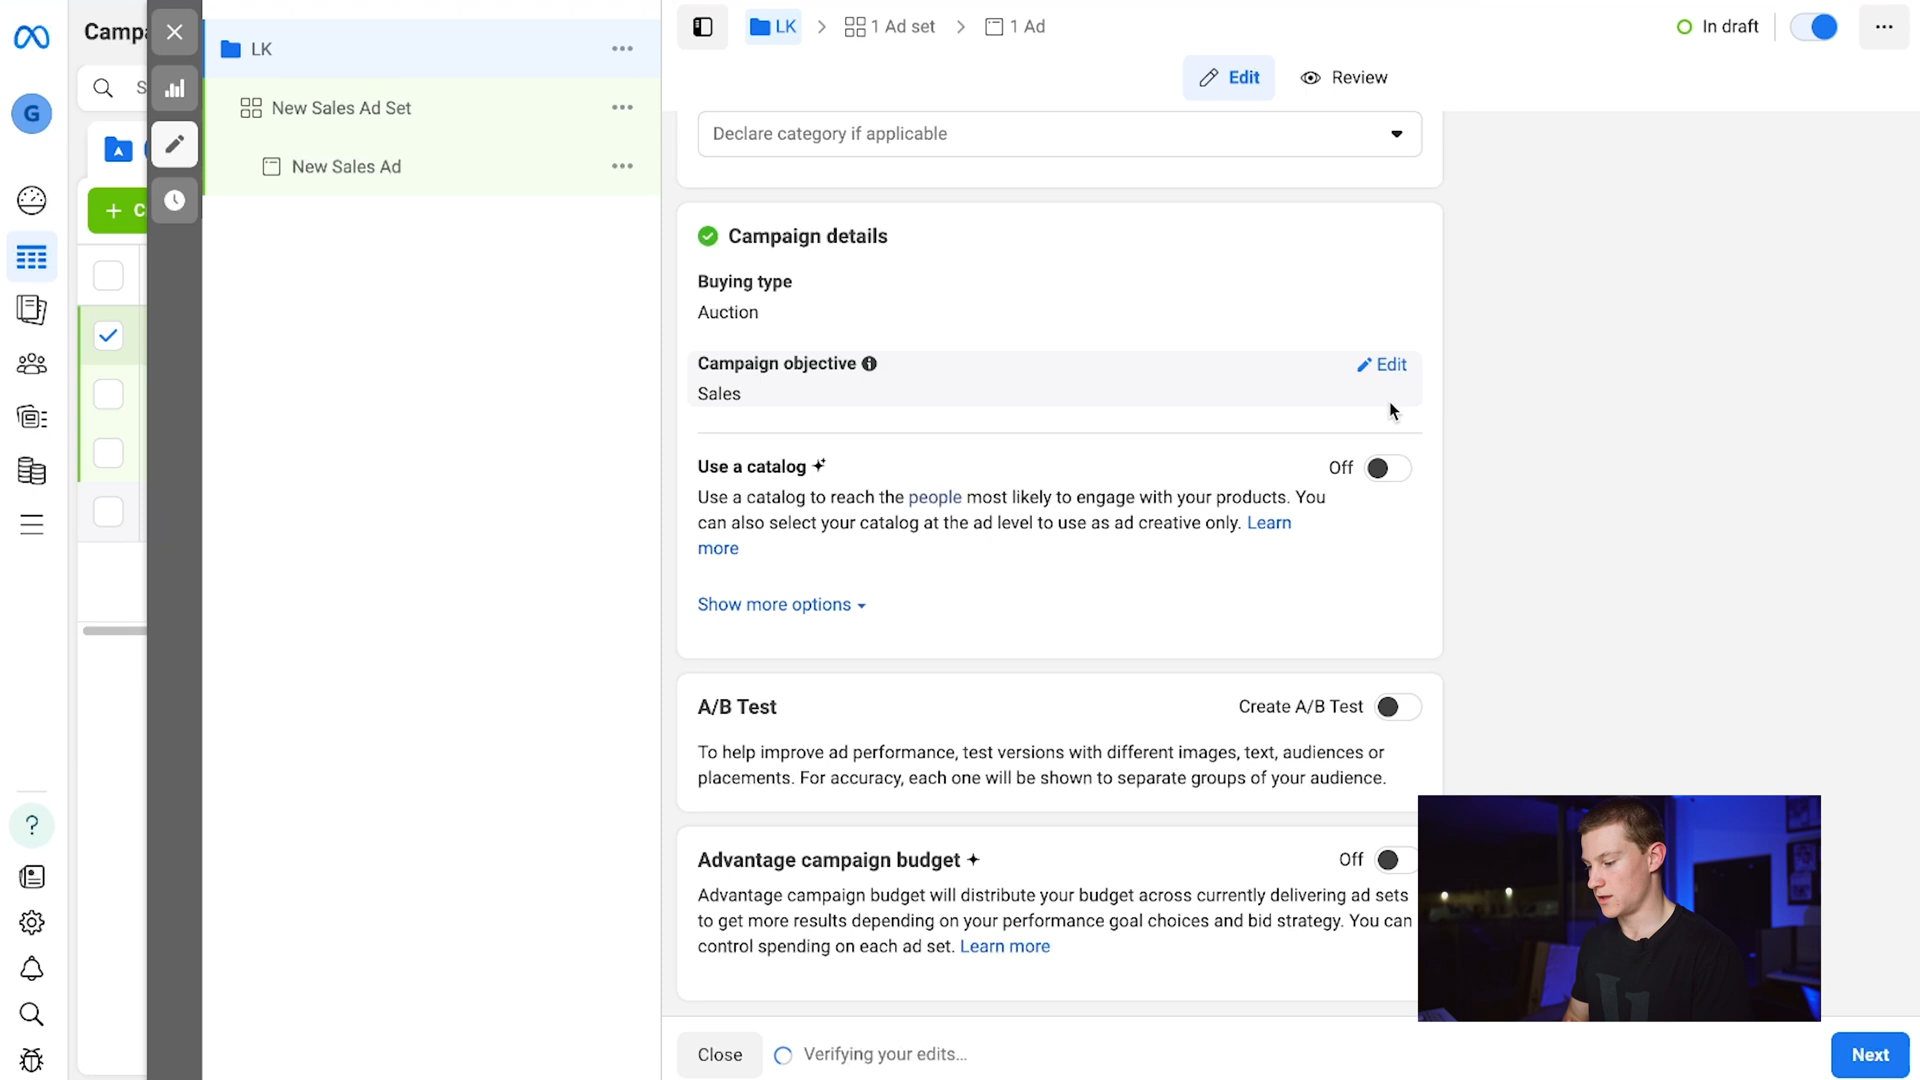 Campa
LK
LK
1 Ad set
1 Ad
In draft
Edit
Review
S
G
New Sales Ad Set
New Sales Ad
C
Declare category if applicable
Campaign details
Buying type
Auction
Campaign objective
Edit
Sales
Use a catalog
Off
Use a catalog to reach the people most likely to engage with your products. You
can also select your catalog at the ad level to use as ad creative only. Learn
more
Show more options
A/B Test
Create A/B Test
To help improve ad performance, test versions with different images, text, audiences or
placements. For accuracy, each one will be shown to separate groups of your audience.
Advantage campaign budget
Off
Advantage campaign budget will distribute your budget across currently delivering ad sets
to get more results depending on your performance goal choices and bid strategy. You can
control spending on each ad set. Learn more
Close
Verifying your edits...
Next